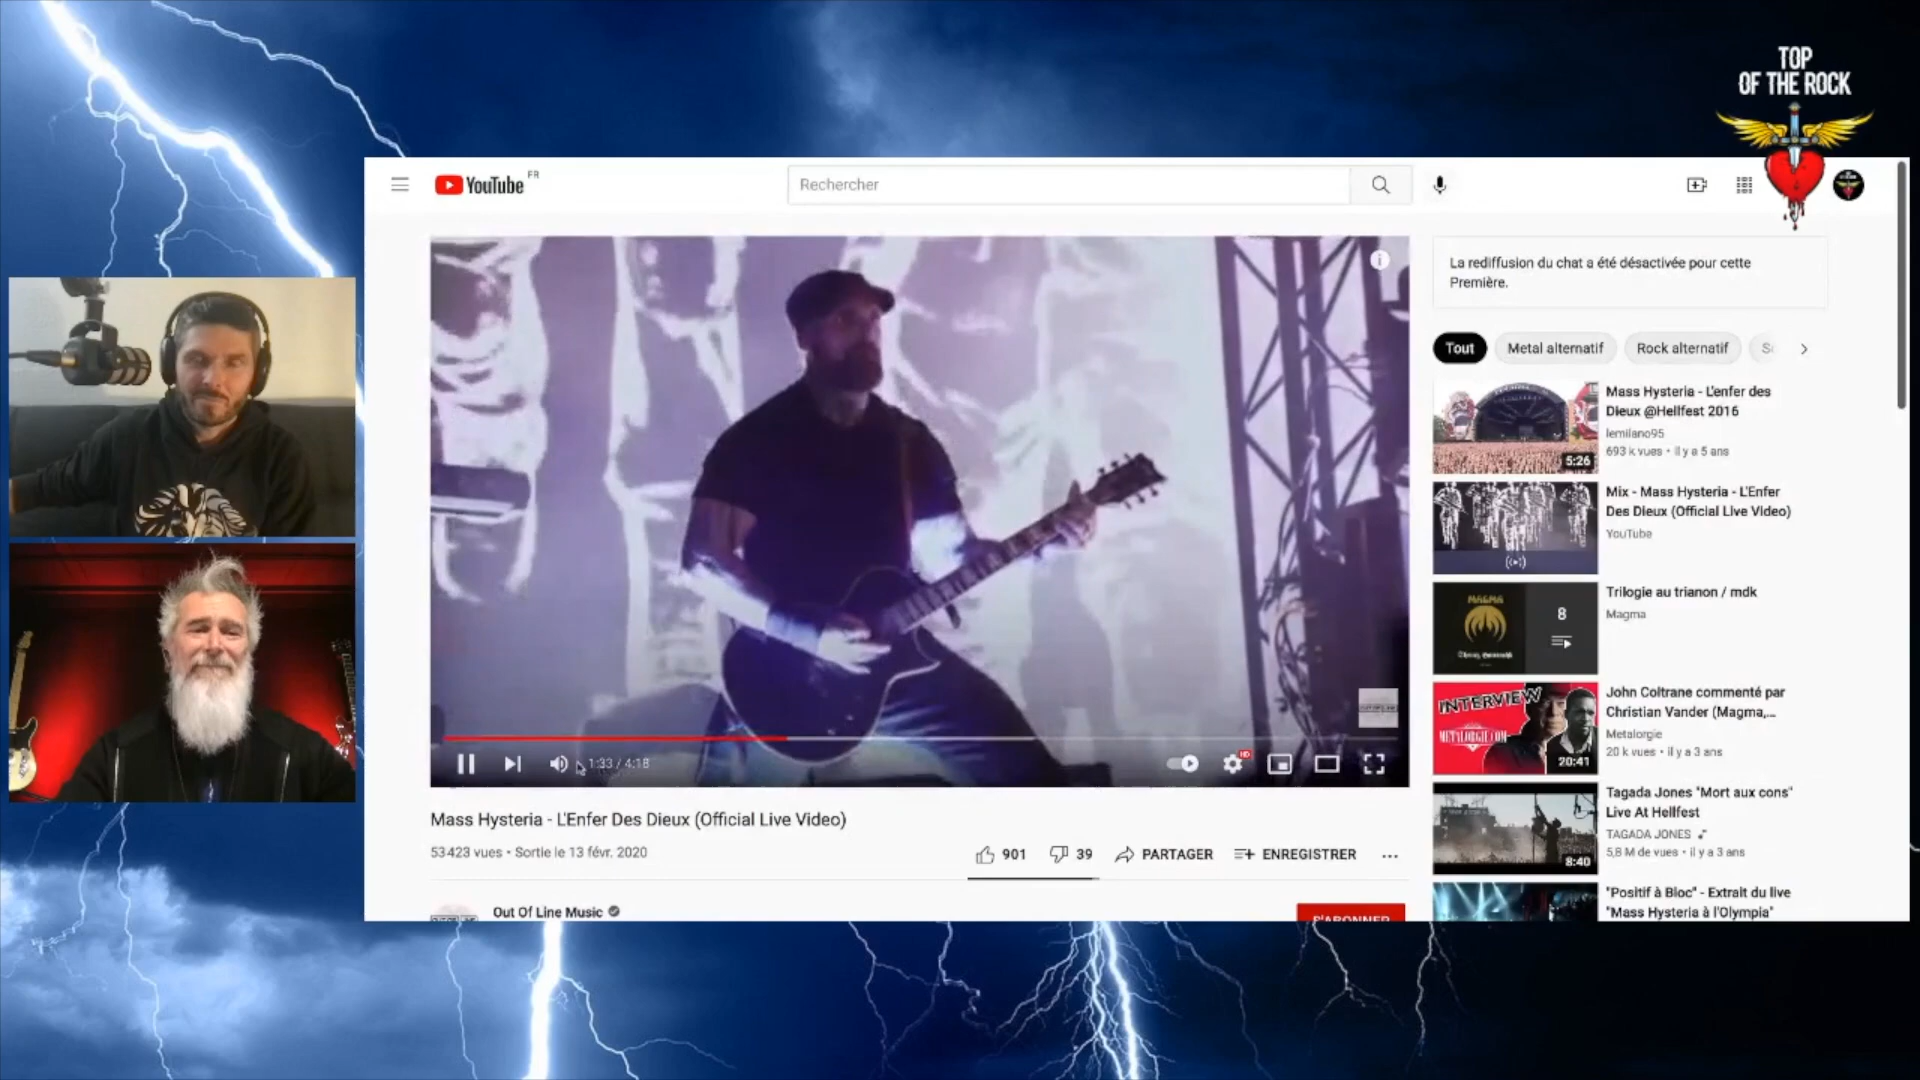 TOP
OF THE ROCK
YouTube FR
Rechercher
La rediffusion du chat a été désactivée pour cette
Première.
Tout
Metal alternatif
Rock alternatif
Mass Hysteria - L'enfer des
Dieux @Hellfest 2016
lemilano95
693 k vues • il y a 5 ans
5:26
Mix - Mass Hysteria - L'Enfer
Des Dieux (Official Live Video)
YouTube
MAGMA
8
Trilogie au trianon / mdk
Magma
INTERVIEW
METALORGIE.COM
20:41
John Coltrane commenté par
Christian Vander (Magma,...
Metalorgie
20 k vues • il y a 3 ans
Tagada Jones "Mort aux cons"
Live At Hellfest
TAGADA JONES
5,8 M de vues • il y a 3 ans
8:40
"Positif à Bloc" - Extrait du live
"Mass Hysteria à l'Olympia"
1:33 / 4:18
HD
Mass Hysteria - L'Enfer Des Dieux (Official Live Video)
53 423 vues • Sortie le 13 févr. 2020
901
39
PARTAGER
ENREGISTRER
Out Of Line Music
S'ABONNER